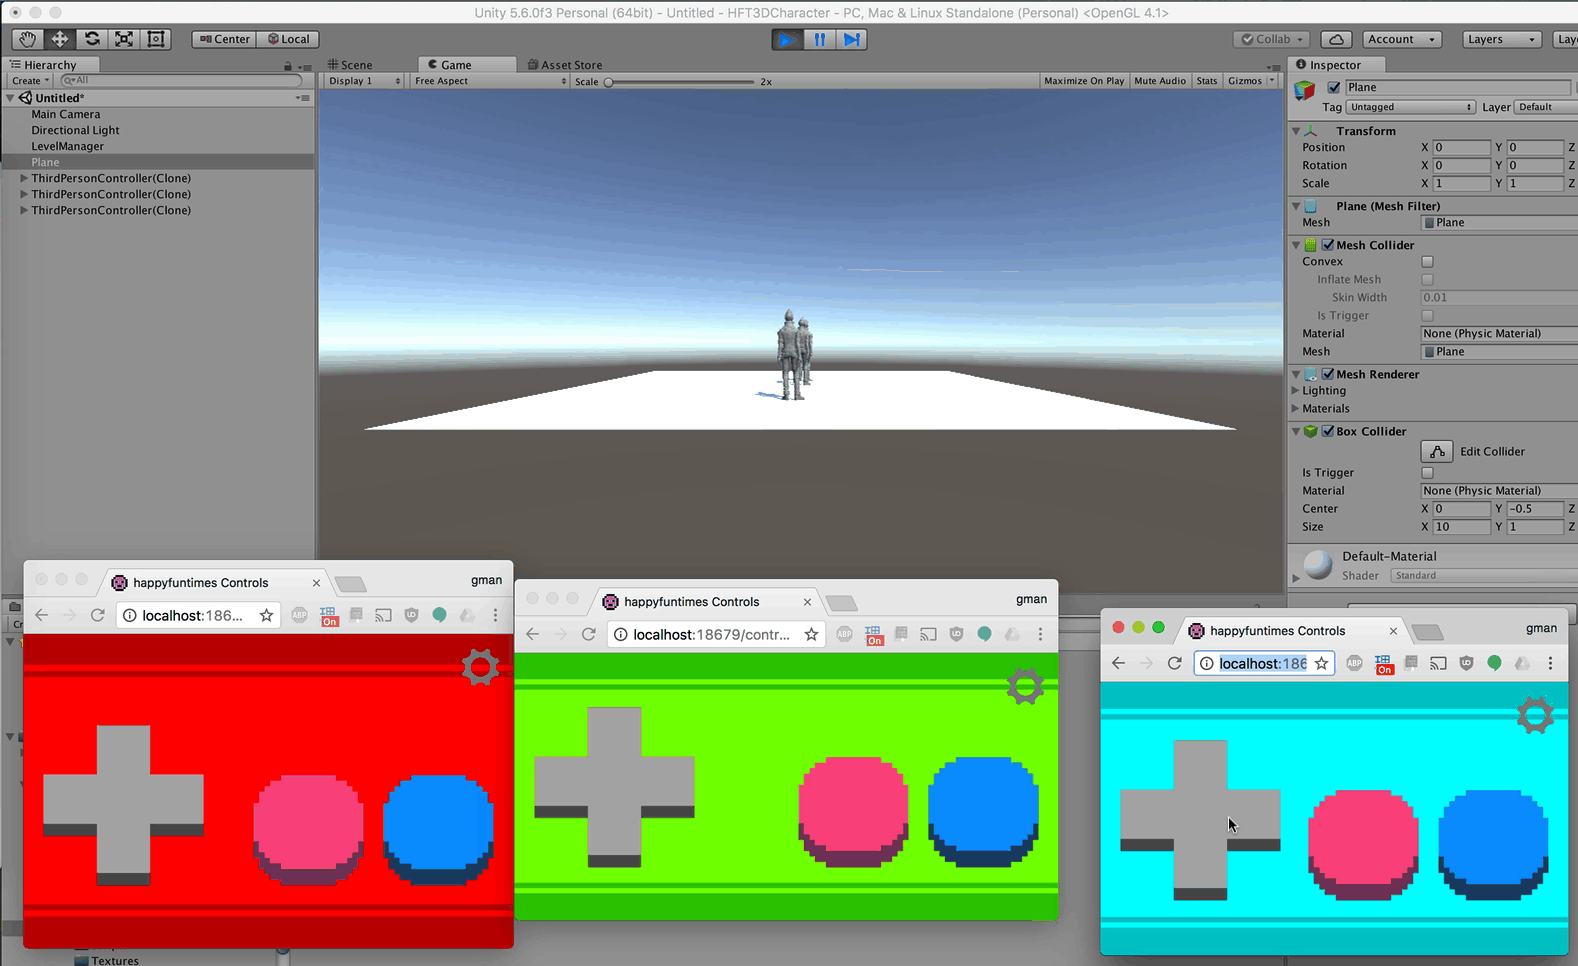 Unity 5.6.0f3 Personal (64bit) - Untitled - HFT3DCharacter - PC, Mac & Linux Standalone (Personal) <OpenGL 4.1>
Center
Local
Collab
Account
Layers
Hierarchy
Scene
Game
Asset Store
Inspector
Create
All
Display 1
Free Aspect
Scale
2x
Maximize On Play
Mute Audio
Stats
Gizmos
Untitled*
Main Camera
Directional Light
LevelManager
Plane
ThirdPersonController(Clone)
ThirdPersonController(Clone)
ThirdPersonController(Clone)
Plane
Tag Untagged Layer Default
Transform
Position X 0 Y 0 Z
Rotation X 0 Y 0 Z
Scale X 1 Y 1 Z
Plane (Mesh Filter)
Mesh Plane
Mesh Collider
Convex
Inflate Mesh
Skin Width 0.01
Is Trigger
Material None (Physic Material)
Mesh Plane
Mesh Renderer
Lighting
Materials
Box Collider
Edit Collider
Is Trigger
Material None (Physic Material)
Center X 0 Y -0.5 Z
Size X 10 Y 1 Z
Default-Material
Shader Standard
happyfuntimes Controls
gman
localhost:186...
ABP
On
happyfuntimes Controls
gman
localhost:18679/contr...
ABP
On
happyfuntimes Controls
gman
localhost:186
ABP
On
Textures